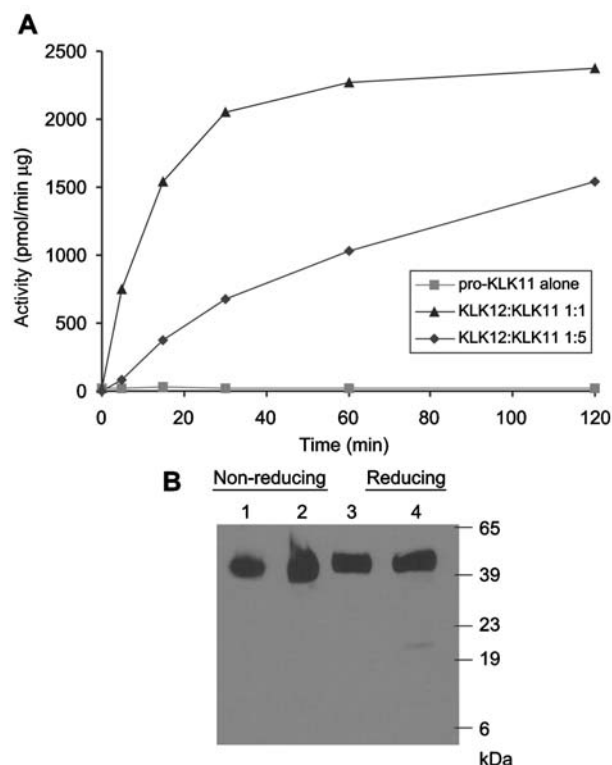 A
2500
2000
1500
1000
500
0
Activity (pmol/min μg)
pro-KLK11 alone
KLK12:KLK11 1:1
KLK12:KLK11 1:5
0 20 40 60 80 100 120
Time (min)
B
Non-reducing Reducing
1 2 3 4
65
39
23
19
6
kDa